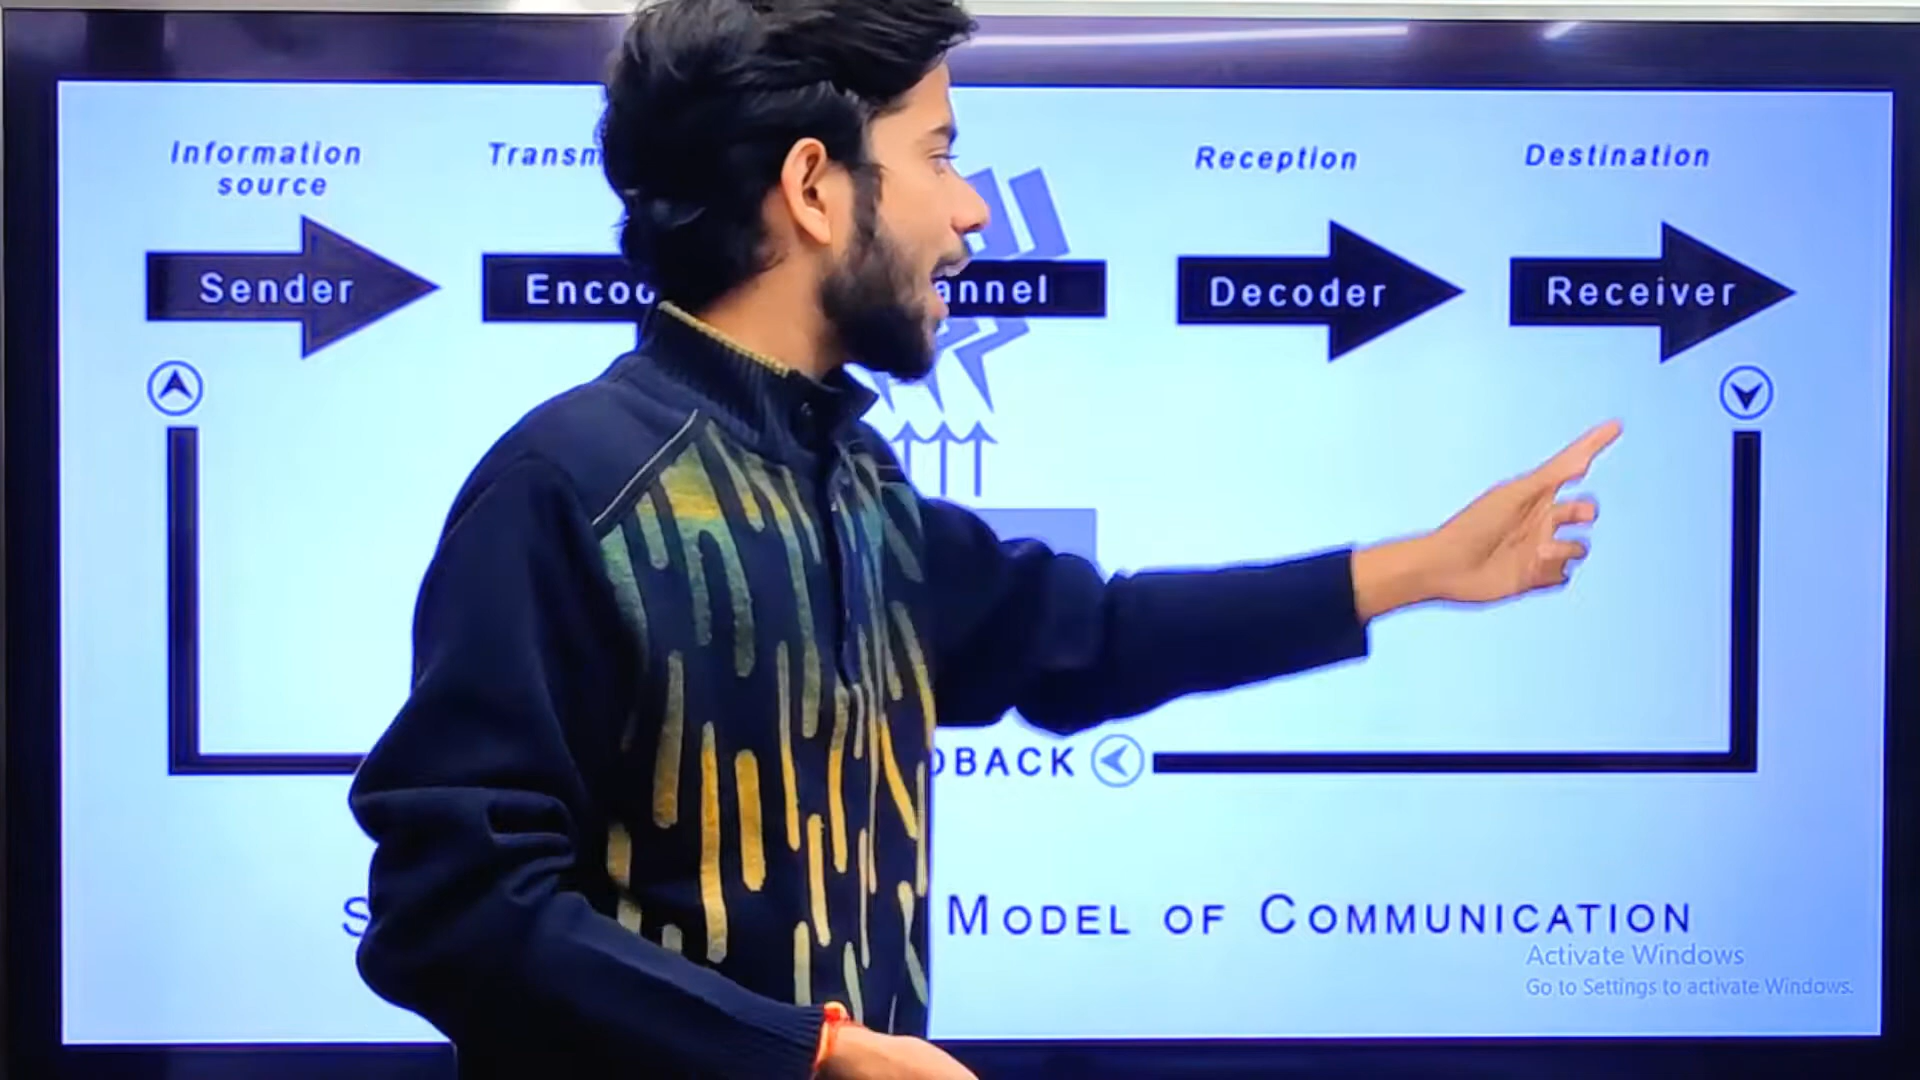 Information
source
Reception
Destination
Sender
Decoder
Receiver
MODEL OF COMMUNICATION
Activate Windows
Go to Settings to activate Windows.